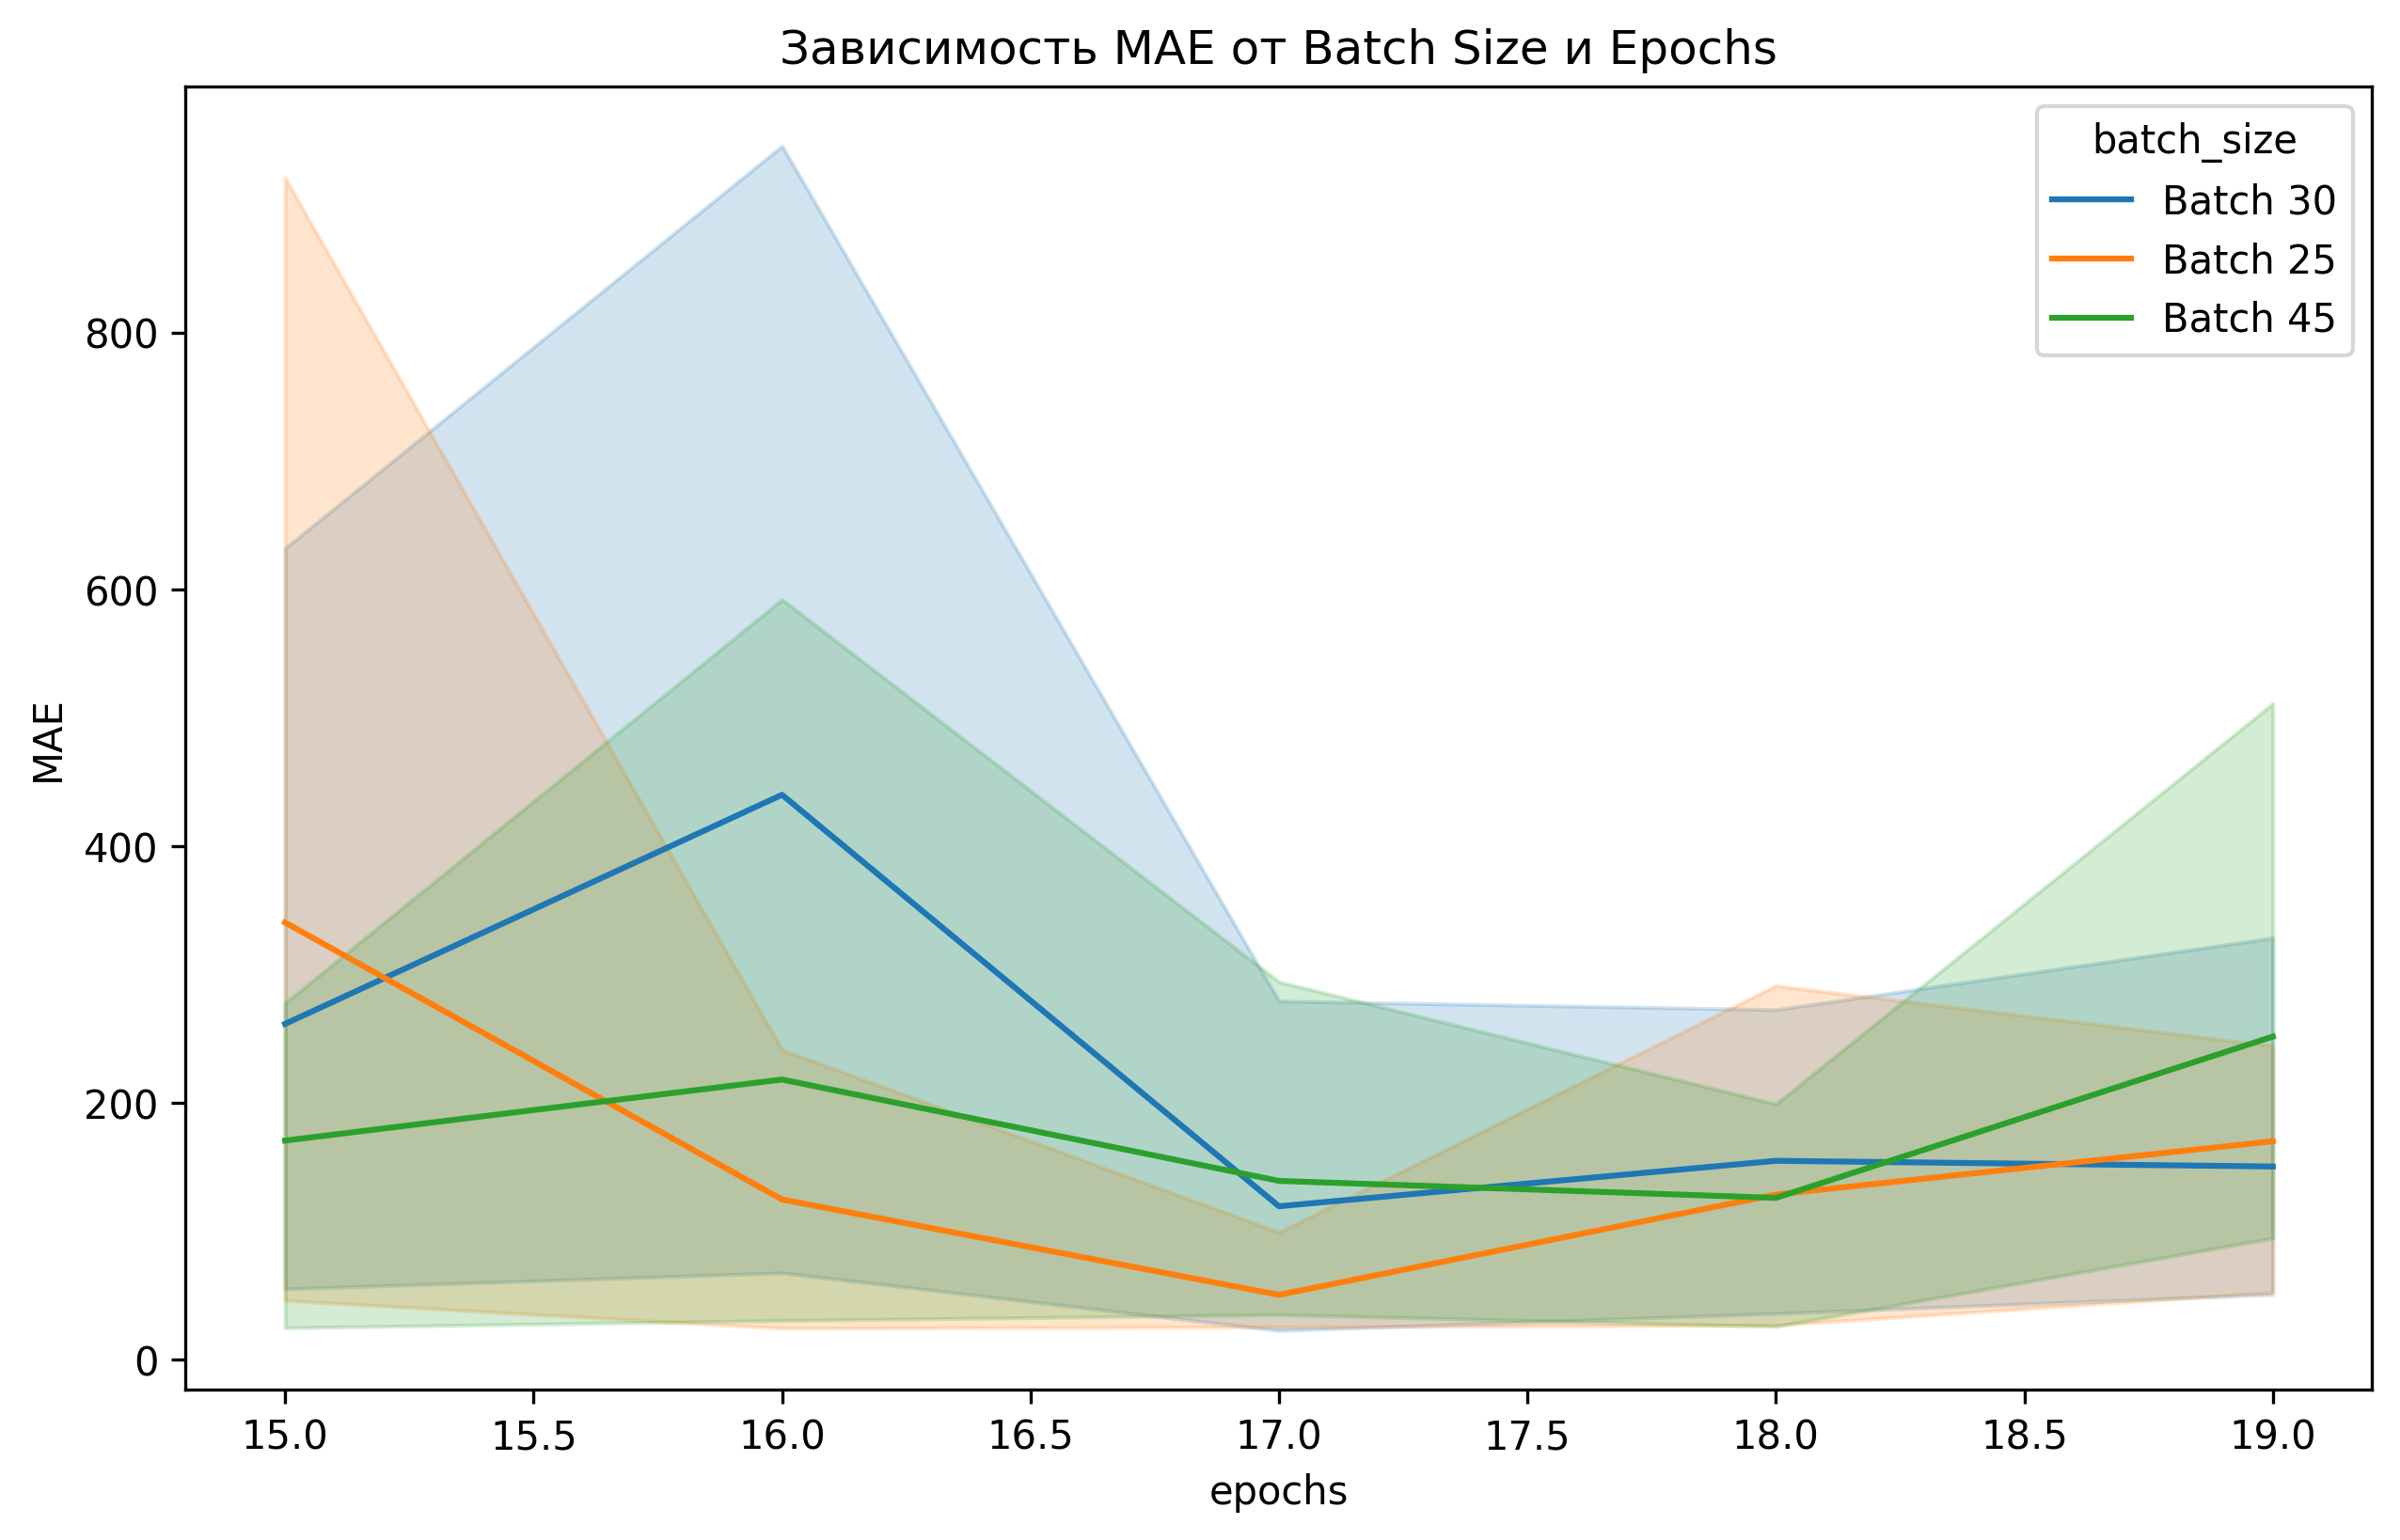 Зависимость MAE от Batch Size и Epochs
batch_size
Batch 30
Batch 25
Batch 45
MAE
800
600
400
200
0
15.0 15.5 16.0 16.5 17.0 17.5 18.0 18.5 19.0
epochs